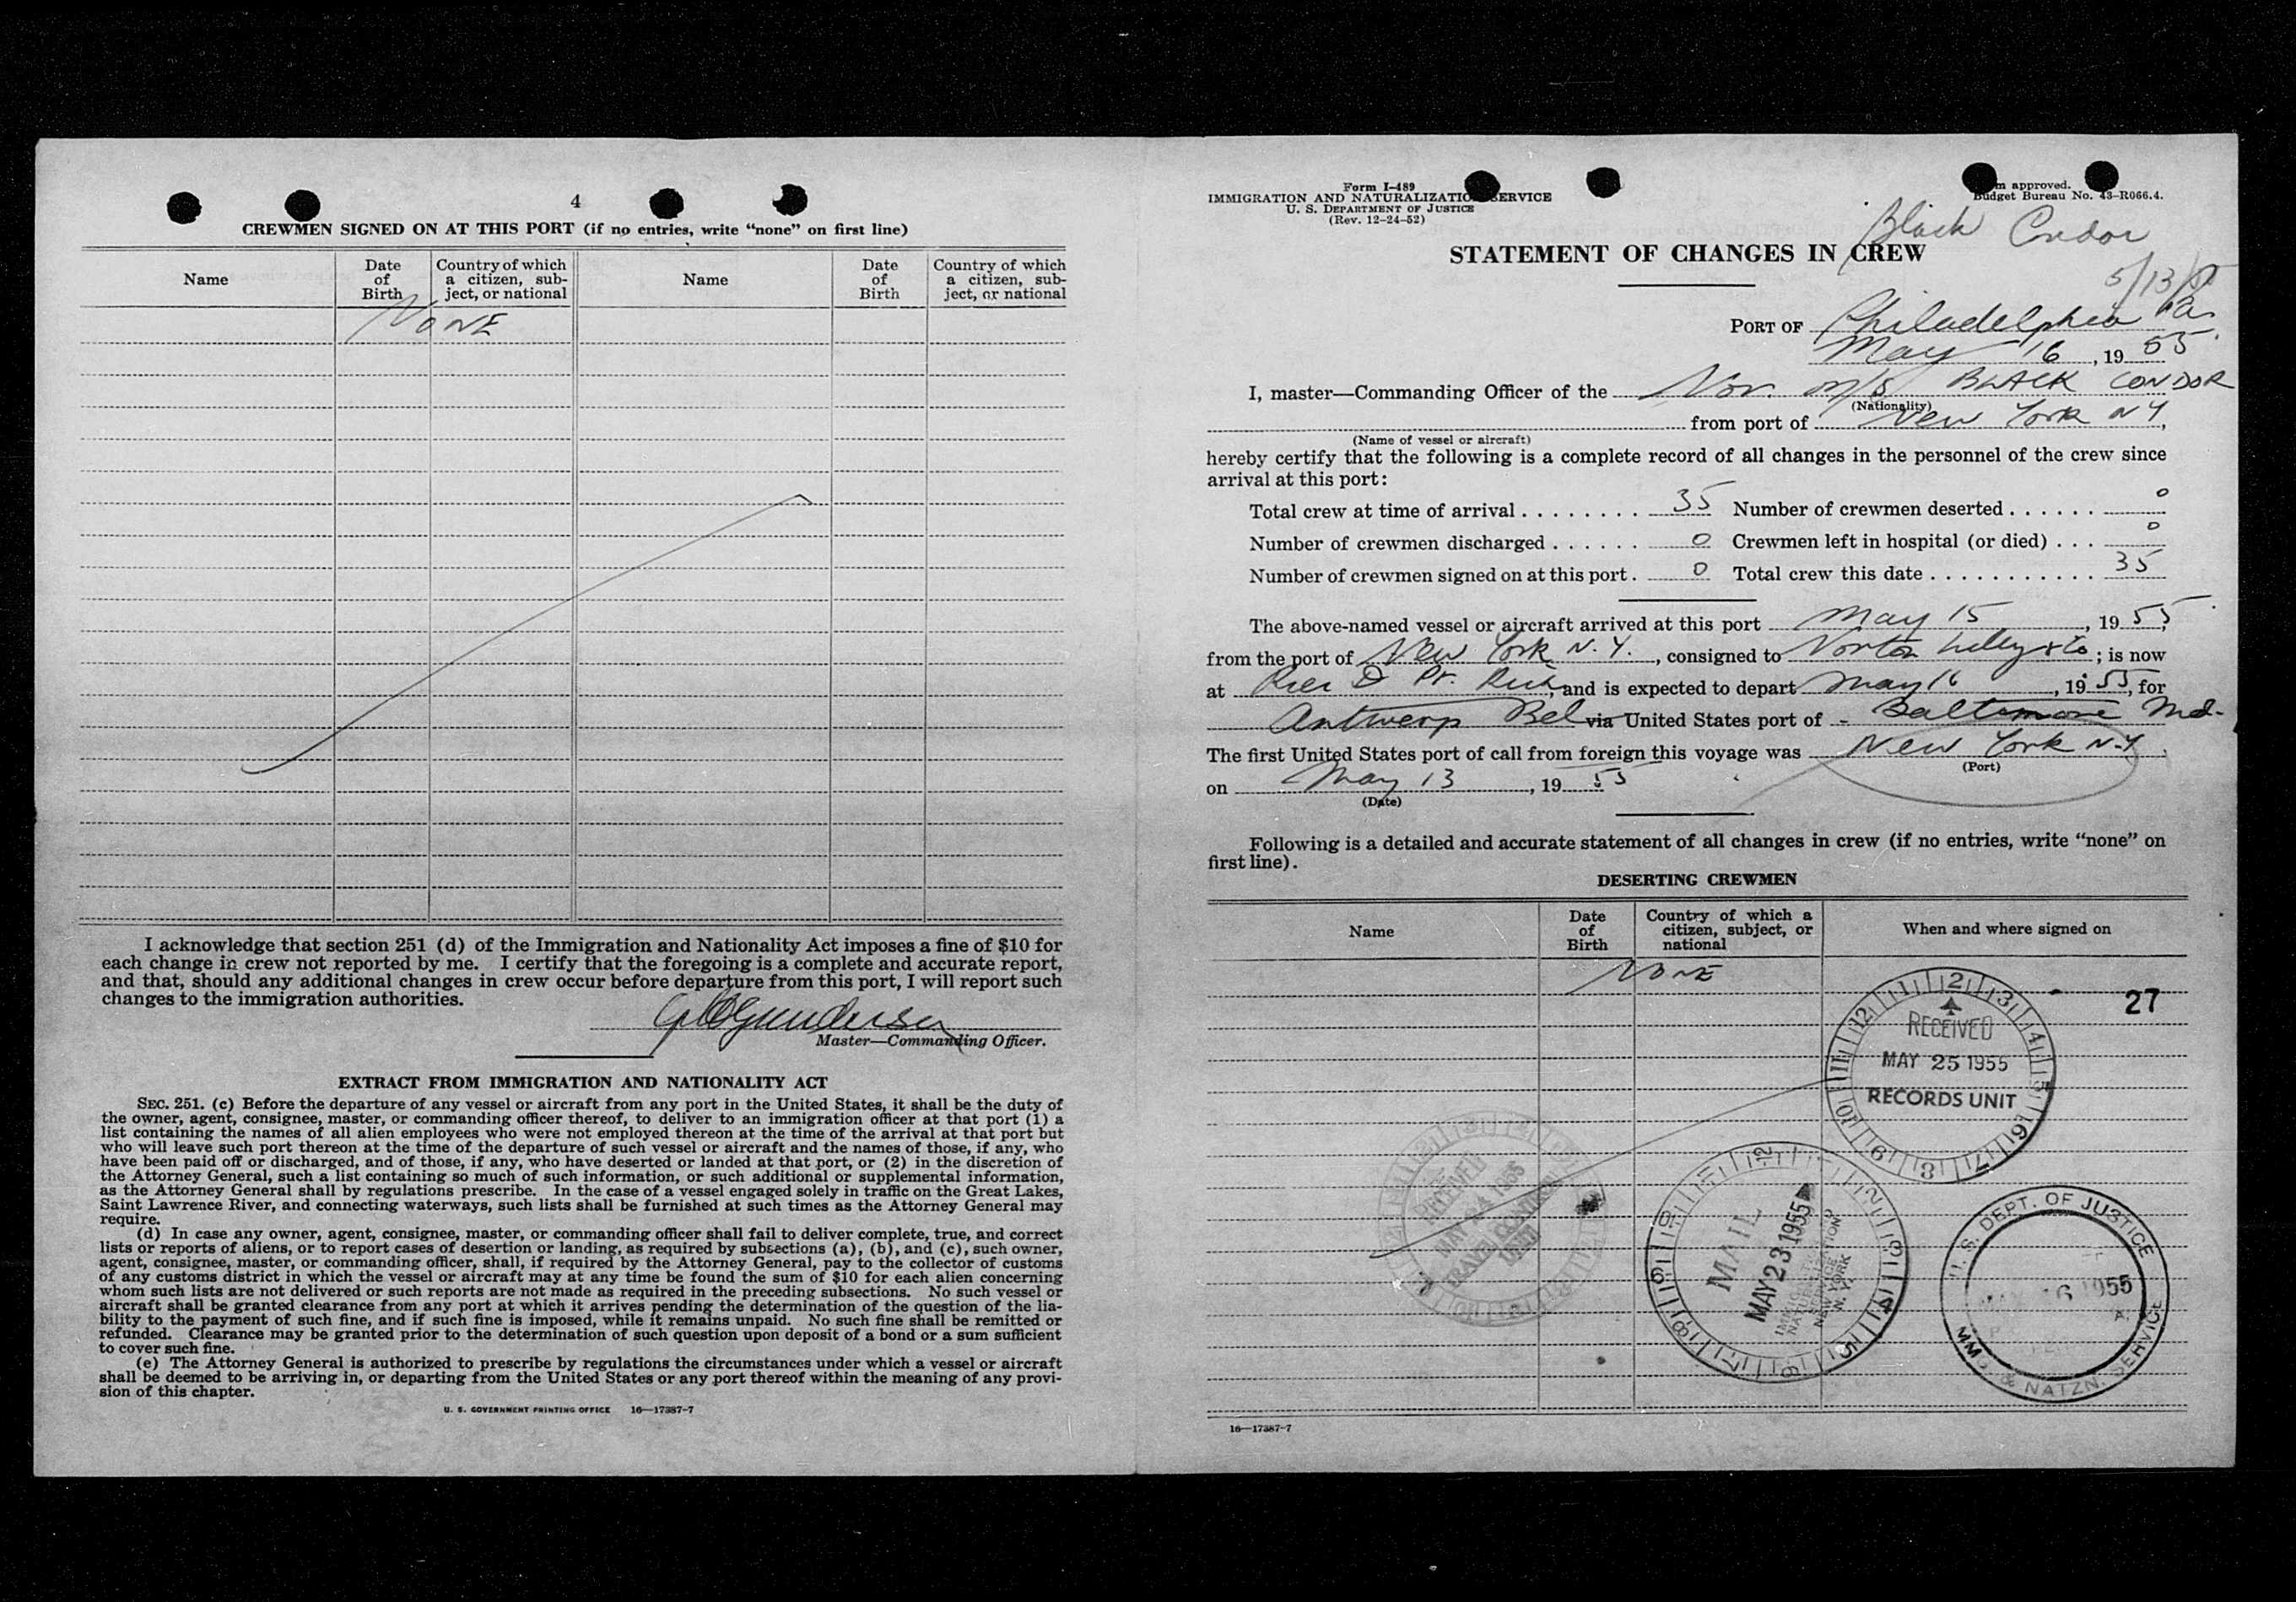 4
CREWMEN SIGNED ON AT THIS PORT (if no entries, write “none” on first line)
Name
Date of Birth
Country of which a citizen, subject, or national
Name
Date of Birth
Country of which a citizen, subject, or national
NONE
I acknowledge that section 251 (d) of the Immigration and Nationality Act imposes a fine of $10 for
each change in crew not reported by me. I certify that the foregoing is a complete and accurate report,
and that, should any additional changes in crew occur before departure from this port, I will report such
changes to the immigration authorities.
Gundersen
Master—Commanding Officer.
EXTRACT FROM IMMIGRATION AND NATIONALITY ACT
SEC. 251. (c) Before the departure of any vessel or aircraft from any port in the United States, it shall be the duty of
the owner, agent, consignee, master, or commanding officer thereof, to deliver to an immigration officer at that port (1) a
list containing the names of all alien employees who were not employed thereon at the time of the arrival at that port but
who will leave such port thereon at the time of the departure of such vessel or aircraft and the names of those, if any, who
have been paid off or discharged, and of those, if any, who have deserted or landed at that port, or (2) in the discretion of
the Attorney General, such a list containing so much of such information, or such additional or supplemental information,
as the Attorney General shall by regulations prescribe. In the case of a vessel engaged solely in traffic on the Great Lakes,
Saint Lawrence River, and connecting waterways, such lists shall be furnished at such times as the Attorney General may
require.
(d) In case any owner, agent, consignee, master, or commanding officer shall fail to deliver complete, true, and correct
lists or reports of aliens, or to report cases of desertion or landing, as required by subsections (a), (b), and (c), such owner,
agent, consignee, master, or commanding officer, shall, if required by the Attorney General, pay to the collector of customs
of any customs district in which the vessel or aircraft may at any time be found the sum of $10 for each alien concerning
whom such lists are not delivered or such reports are not made as required in the preceding subsections. No such vessel or
aircraft shall be granted clearance from any port at which it arrives pending the determination of the question of the lia-
bility to the payment of such fine, and if such fine is imposed, while it remains unpaid. No such fine shall be remitted or
refunded. Clearance may be granted prior to the determination of such question upon deposit of a bond or a sum sufficient
to cover such fine.
(e) The Attorney General is authorized to prescribe by regulations the circumstances under which a vessel or aircraft
shall be deemed to be arriving in, or departing from the United States or any port thereof within the meaning of any provi-
sion of this chapter.
U. S. GOVERNMENT PRINTING OFFICE 16—17387-7
Form I-489
IMMIGRATION AND NATURALIZATION SERVICE
U. S. DEPARTMENT OF JUSTICE
(Rev. 12-24-52)
approved.
Budget Bureau No. 43-R066.4.
Black Condor
5/13/55
STATEMENT OF CHANGES IN CREW
PORT OF Philadelphia Pa.
May 16, 1955.
I, master—Commanding Officer of the Nor. m/s BLACK CONDOR
(Nationality)
from port of New York NY,
(Name of vessel or aircraft)
hereby certify that the following is a complete record of all changes in the personnel of the crew since
arrival at this port:
Total crew at time of arrival 35 Number of crewmen deserted 0
Number of crewmen discharged 0 Crewmen left in hospital (or died) 0
Number of crewmen signed on at this port 0 Total crew this date 35
The above-named vessel or aircraft arrived at this port May 15, 1955,
from the port of New York N.Y., consigned to Norton Lilley & Co; is now
at Pier D Pt. Rich, and is expected to depart May 16, 1955, for
Antwerp Bel via United States port of - Baltimore Md.
The first United States port of call from foreign this voyage was New York N.Y.
(Port)
on May 13, 1955
(Date)
Following is a detailed and accurate statement of all changes in crew (if no entries, write “none” on
first line).
DESERTING CREWMEN
Name
Date of Birth
Country of which a citizen, subject, or national
When and where signed on
NONE
27
RECEIVED
MAY 25 1955
RECORDS UNIT
RECEIVED
MAY 24 1955
MAIL
MAY 23 1955
NEW YORK
N. Y.
U. S. DEPT. OF JUSTICE
MAY 16 1955
IMMG. & NATZN. SERVICE
16—17387-7